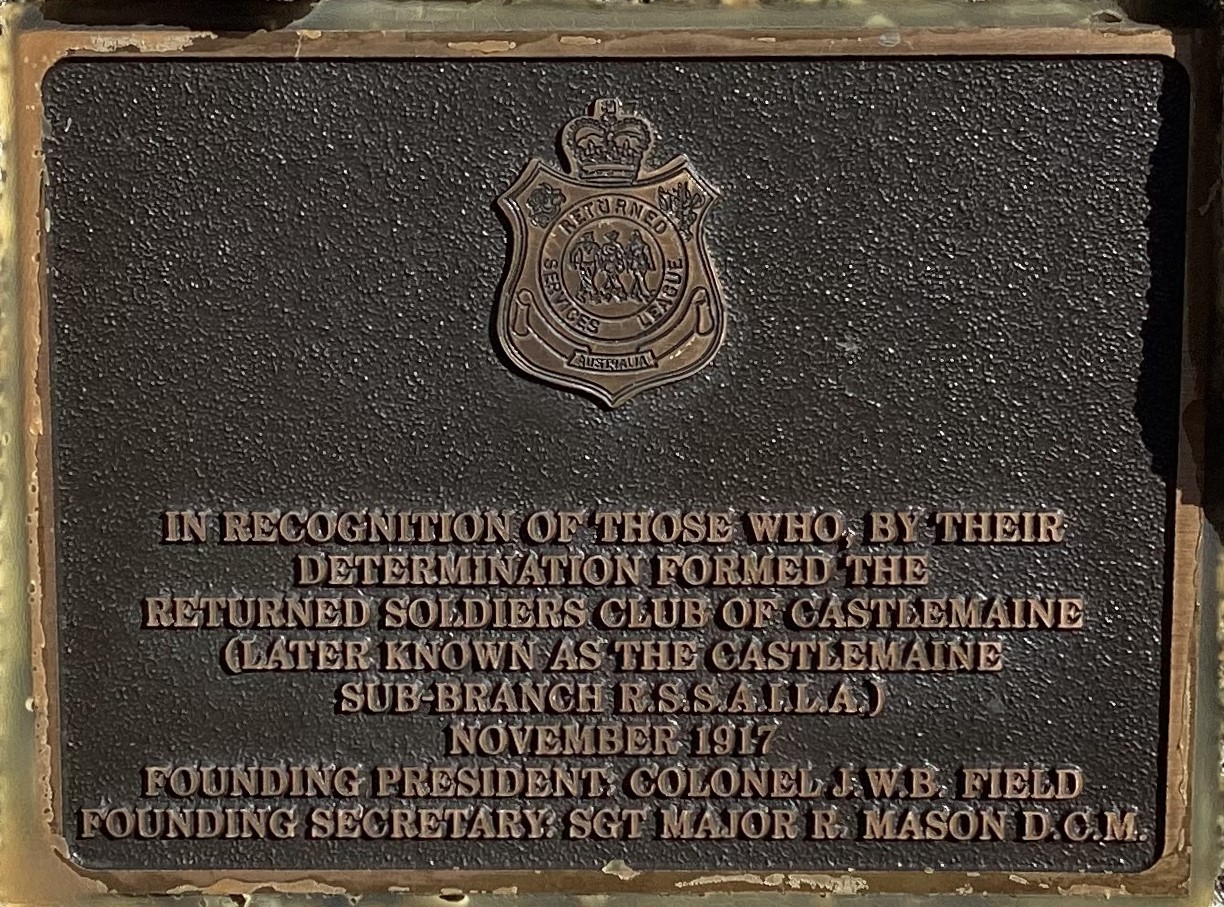 RETURNED
SERVICES LEAGUE
AUSTRALIA
IN RECOGNITION OF THOSE WHO, BY THEIR
DETERMINATION FORMED THE
RETURNED SOLDIERS CLUB OF CASTLEMAINE
(LATER KNOWN AS THE CASTLEMAINE
SUB-BRANCH R.S.S.A.I.L.A.)
NOVEMBER 1917
FOUNDING PRESIDENT: COLONEL J.W.B. FIELD
FOUNDING SECRETARY: SGT MAJOR R. MASON D.C.M.